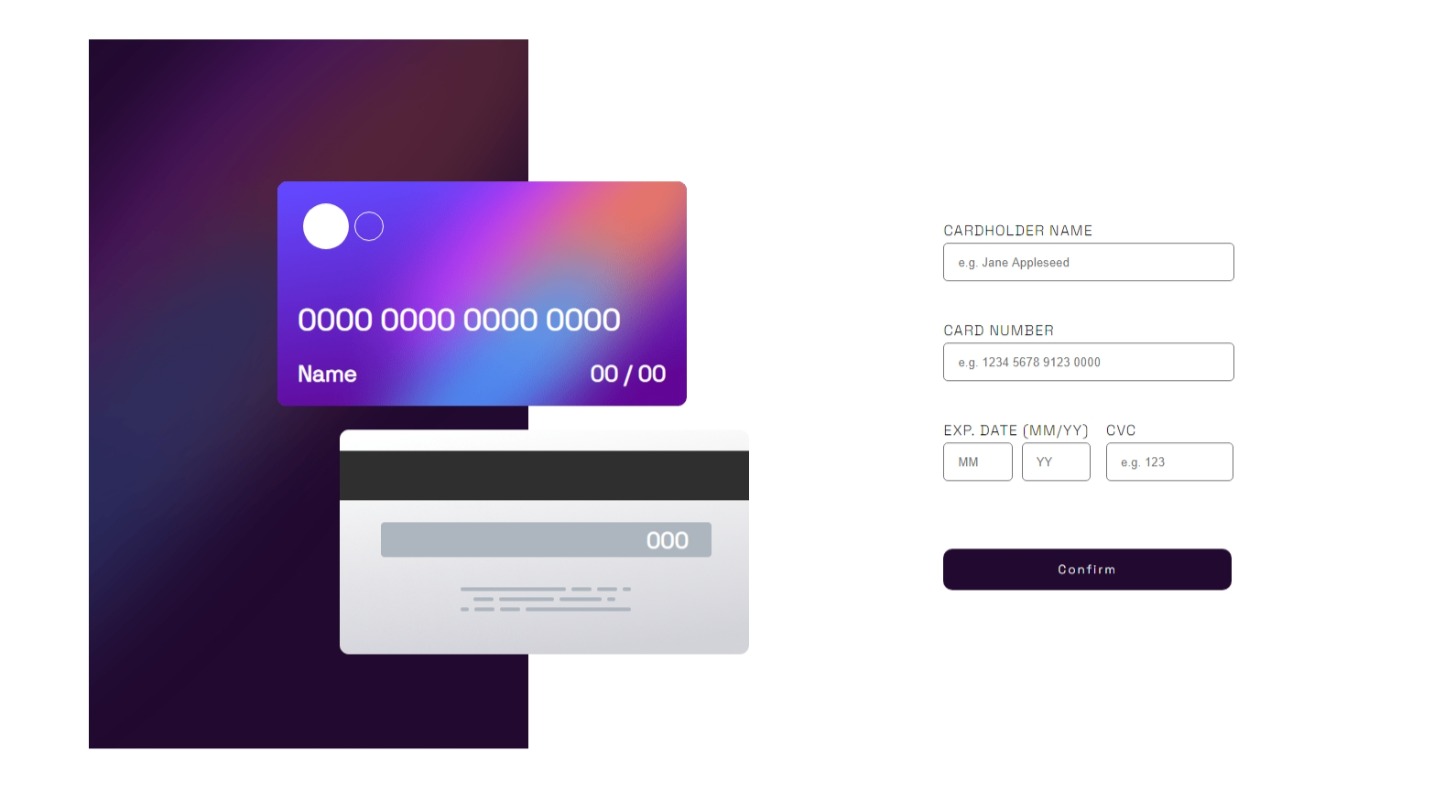 0000 0000 0000 0000
Name 00 / 00
000
CARDHOLDER NAME
e.g. Jane Appleseed
CARD NUMBER
e.g. 1234 5678 9123 0000
EXP. DATE (MM/YY) CVC
MM YY e.g. 123
Confirm